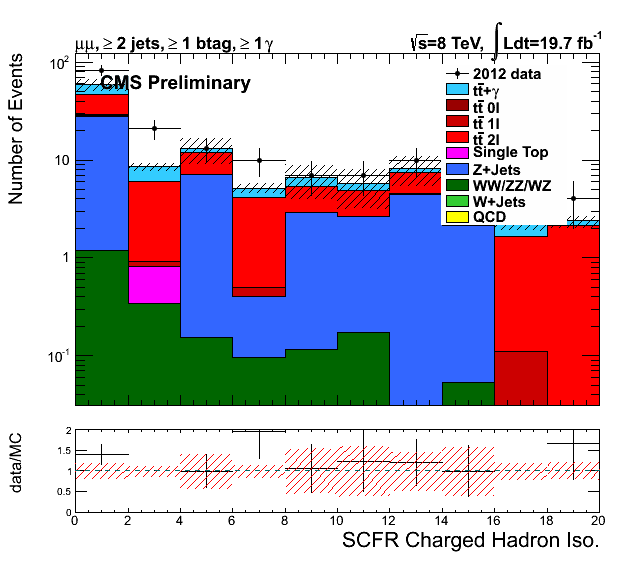 μμ, ≥ 2 jets, ≥ 1 btag, ≥ 1 γ
√s=8 TeV, ∫Ldt=19.7 fb⁻¹
CMS Preliminary
2012 data
tt̄+γ
tt̄ 0l
tt̄ 1l
tt̄ 2l
Single Top
Z+Jets
WW/ZZ/WZ
W+Jets
QCD
Number of Events
10²
10
1
10⁻¹
data/MC
2
1.5
1
0.5
0
0 2 4 6 8 10 12 14 16 18 20
SCFR Charged Hadron Iso.